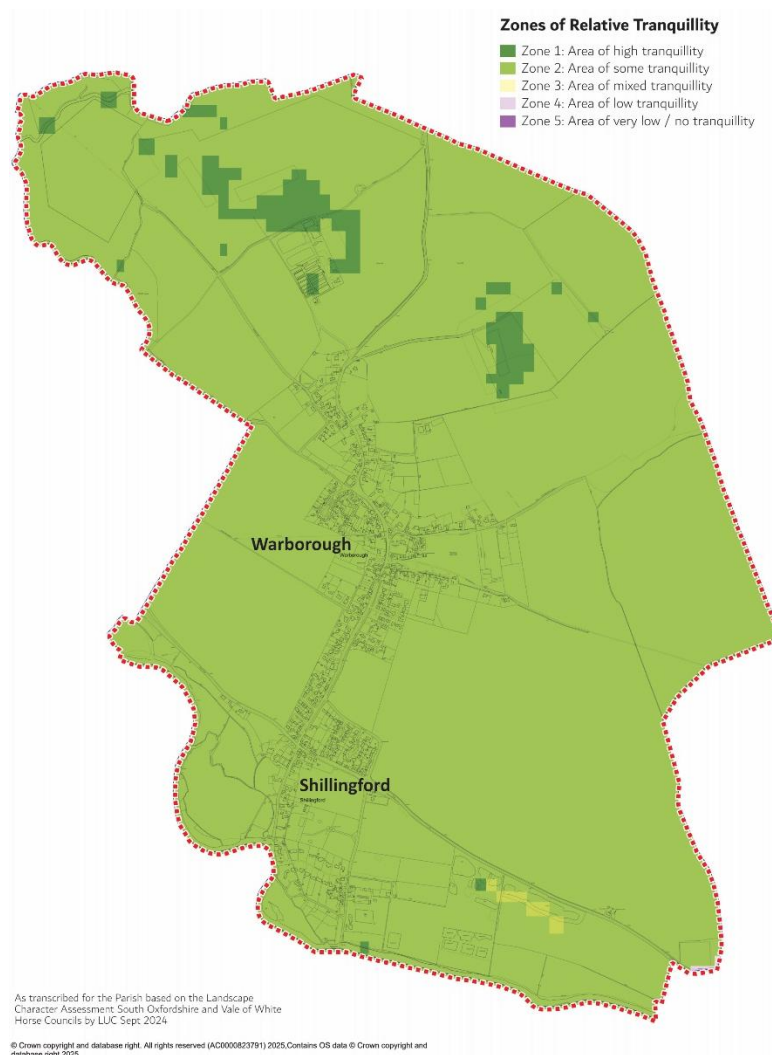 Zones of Relative Tranquillity
Zone 1: Area of high tranquillity
Zone 2: Area of some tranquillity
Zone 3: Area of mixed tranquility
Zone 4: Area of low tranquility
Zone 5: Area of very low / no tranquility
Warborough
Warborough
Shillingford
Shillingford
As transcribed for the Parish based on the Landscape
Character Assessment South Oxfordshire and Vale of White
Horse Councils by LUC Sept 2024
© Crown copyright and database right. All rights reserved (AC0000823791) 2025,Contains OS data © Crown copyright and
database right 2025